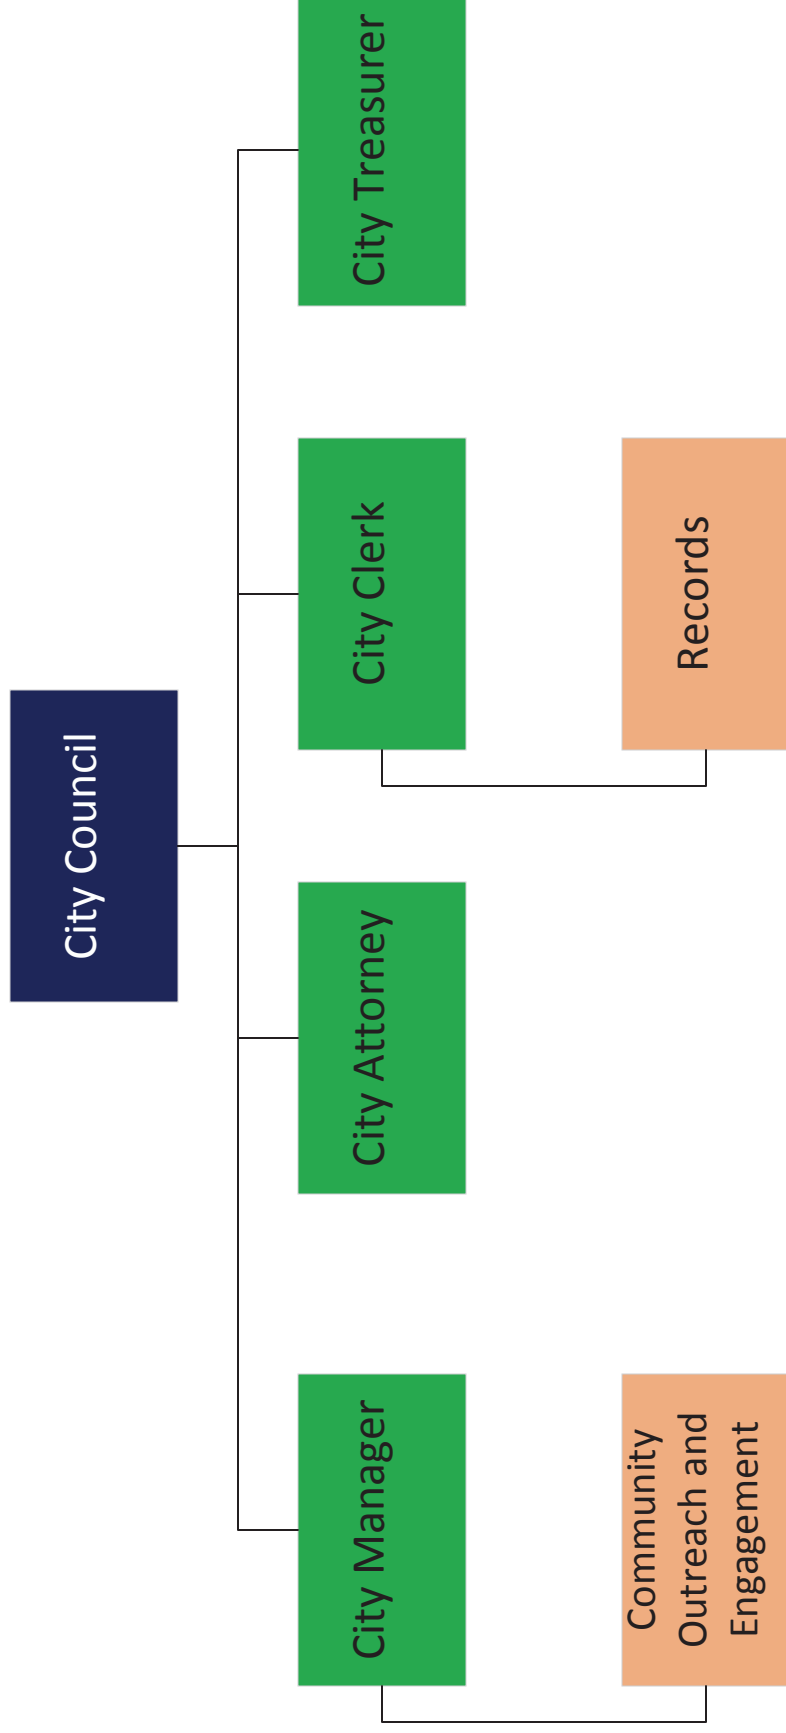 City Council
City Manager
City Attorney
City Clerk
City Treasurer
Community
Outreach and
Engagement
Records